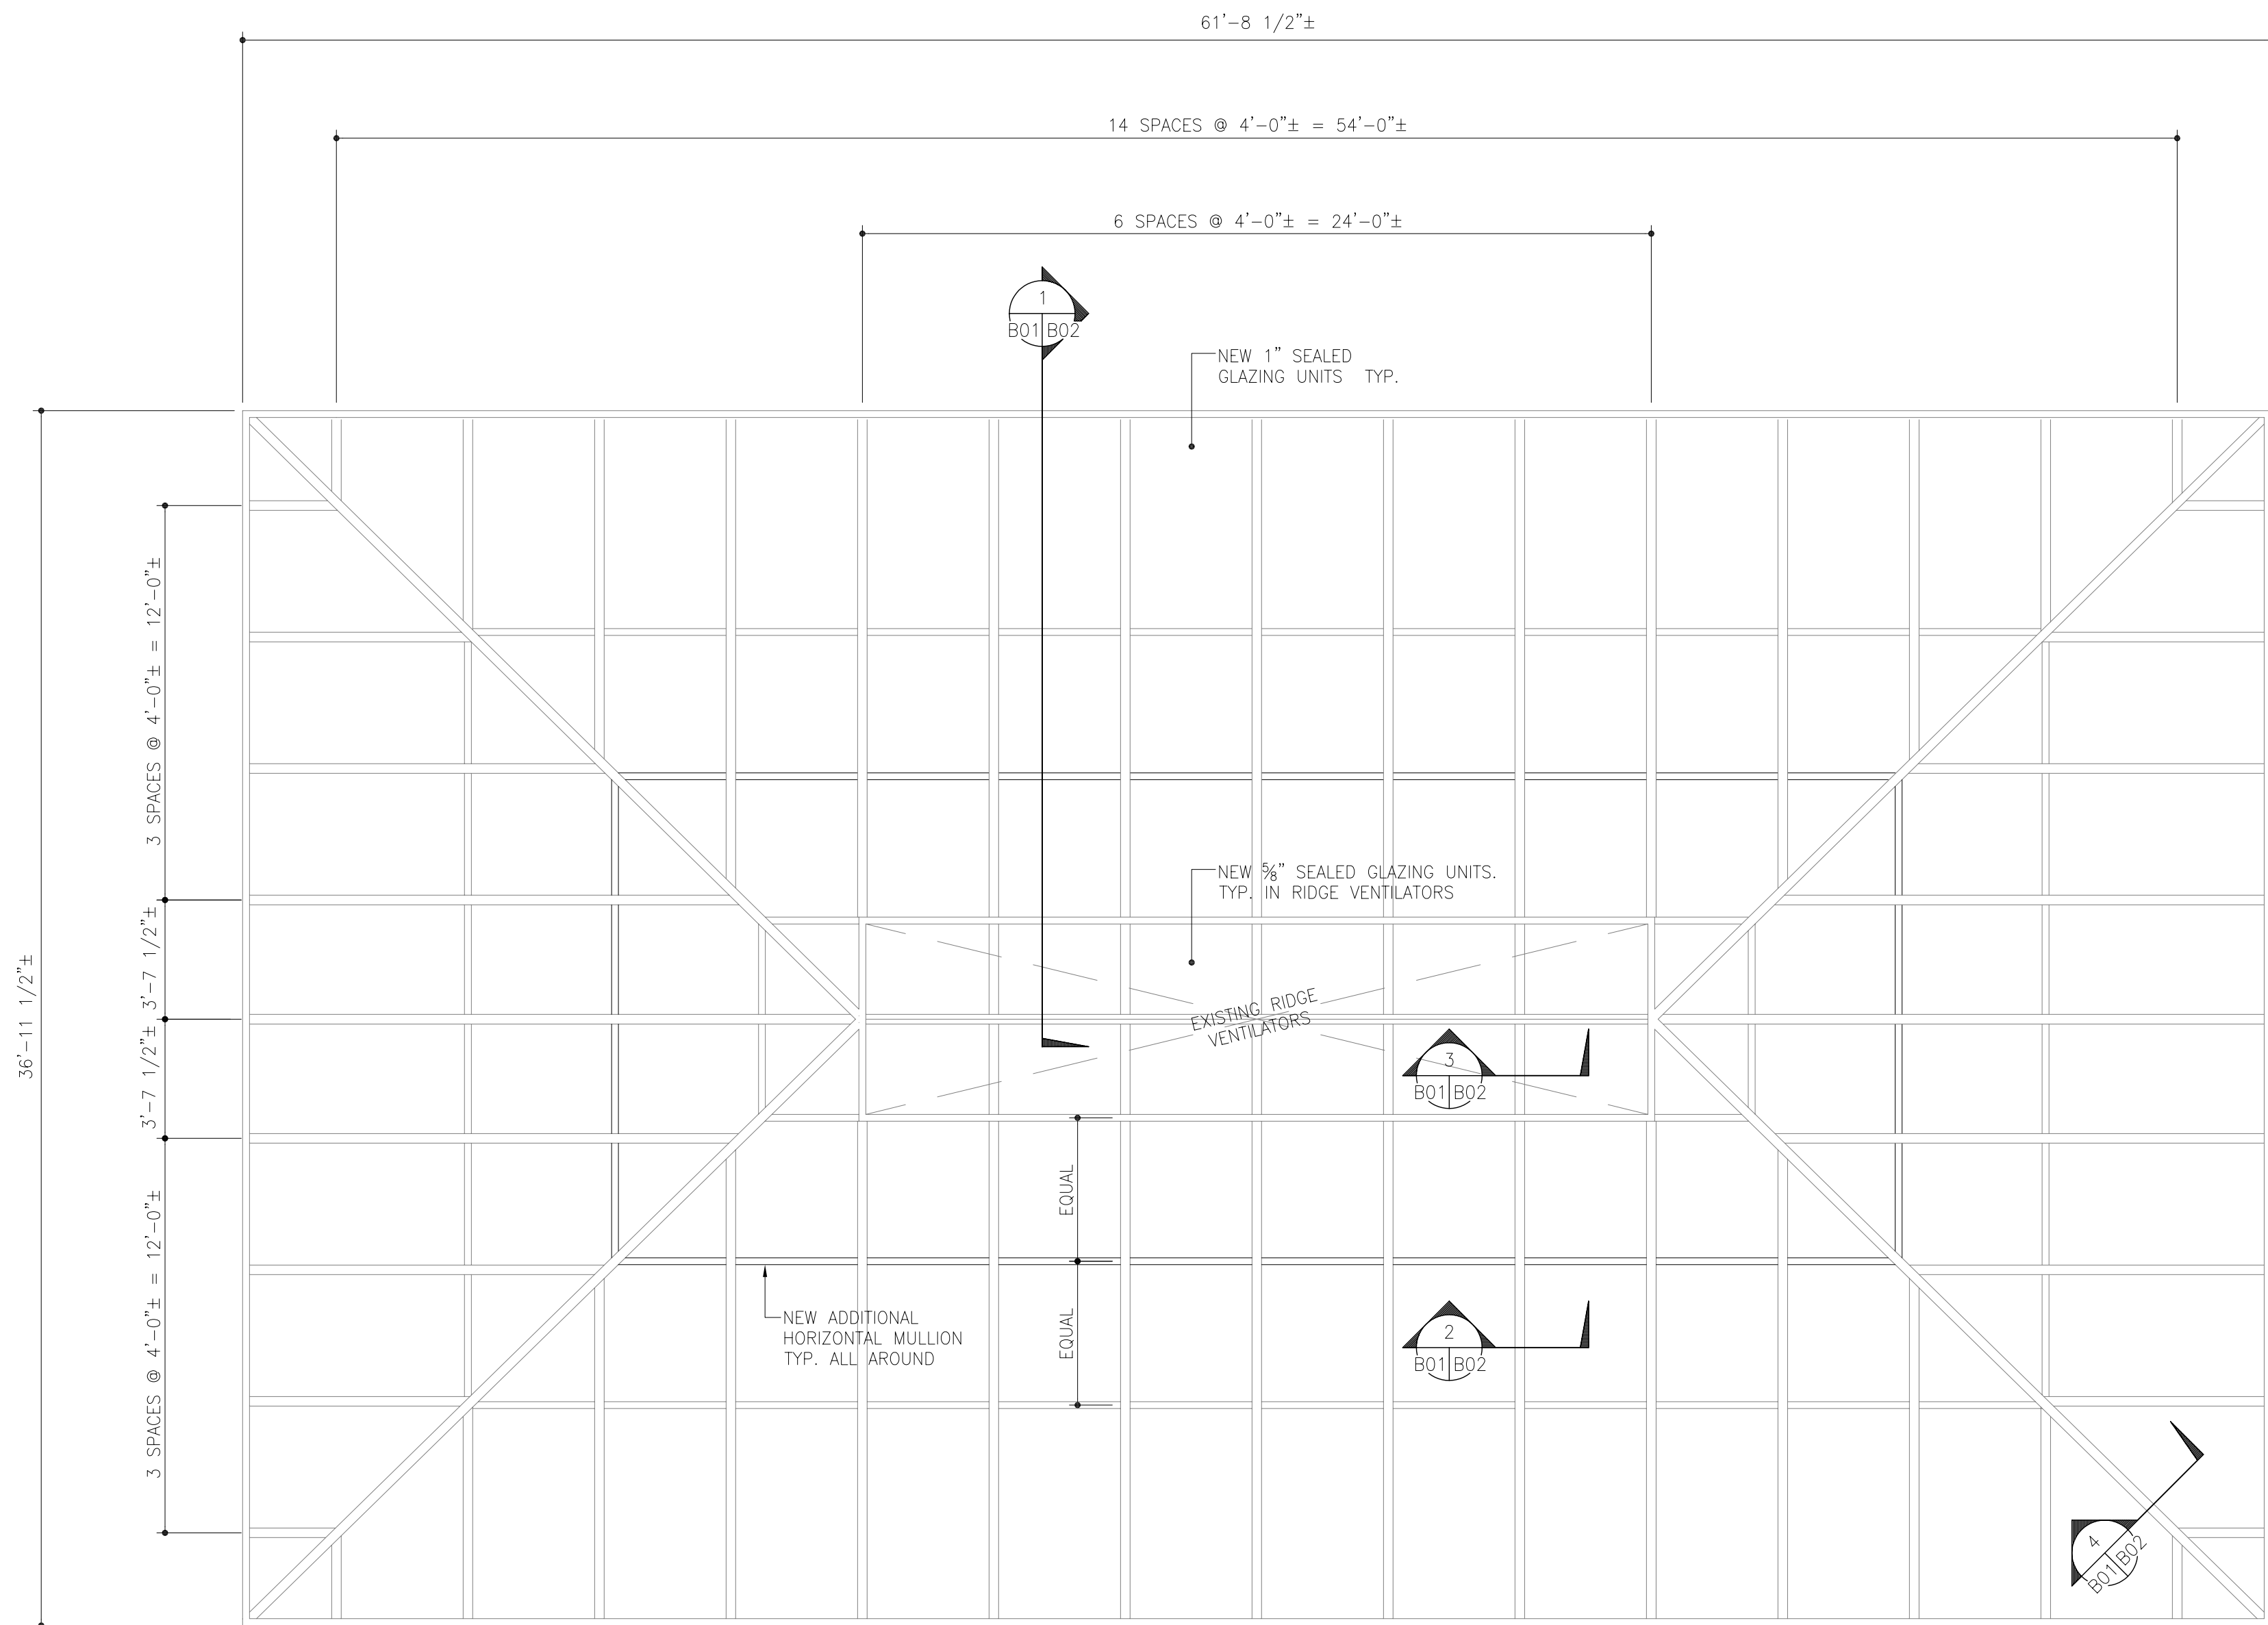 61'-8 1/2"±
14 SPACES @ 4'-0"± = 54'-0"±
6 SPACES @ 4'-0"± = 24'-0"±
1
B01 B02
NEW 1" SEALED
GLAZING UNITS TYP.
3 SPACES @ 4'-0"± = 12'-0"±
3'-7 1/2"±
36'-11 1/2"±
3'-7 1/2"±
3 SPACES @ 4'-0"± = 12'-0"±
NEW ⅝" SEALED GLAZING UNITS.
TYP. IN RIDGE VENTILATORS
EXISTING RIDGE
VENTILATORS
3
B01 B02
EQUAL
EQUAL
NEW ADDITIONAL
HORIZONTAL MULLION
TYP. ALL AROUND
2
B01 B02
4
B01 B02